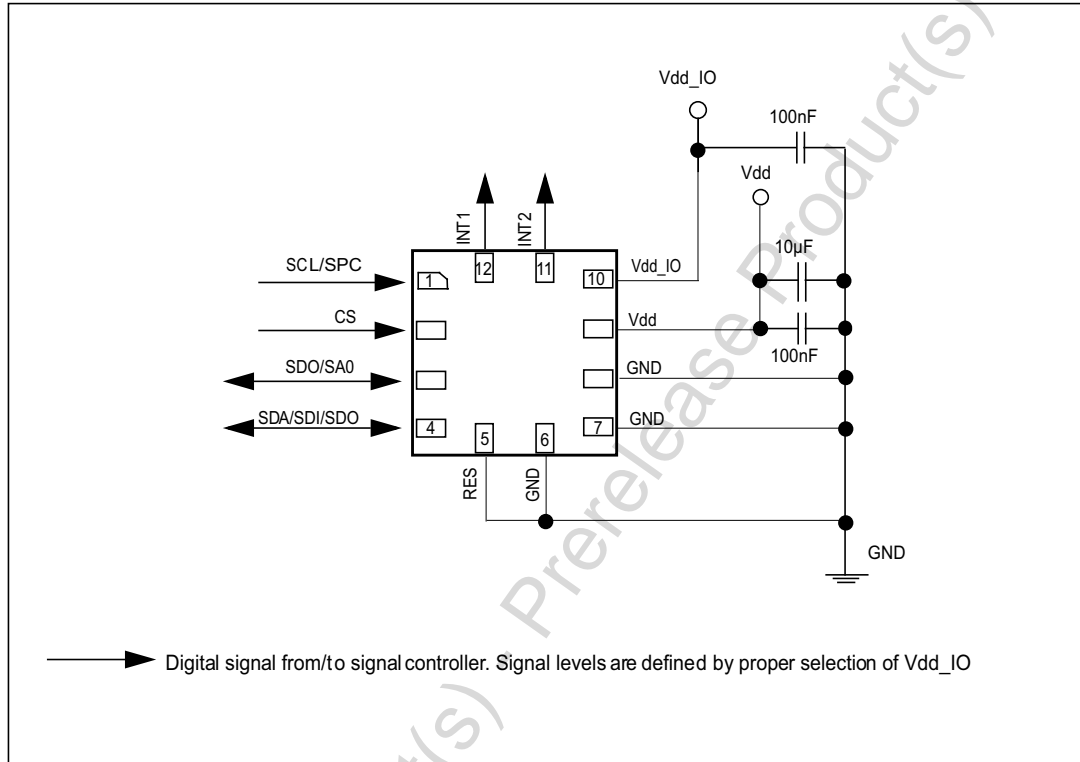 Vdd_IO
100nF
Vdd
INT1
INT2
10µF
SCL/SPC
1
12
11
10
Vdd_IO
CS
Vdd
100nF
SDO/SA0
GND
SDA/SDI/SDO
4
5
6
7
GND
RES
GND
GND
Digital signal from/to signal controller. Signal levels are defined by proper selection of Vdd_IO
t(s) - Prerelease Product(s)